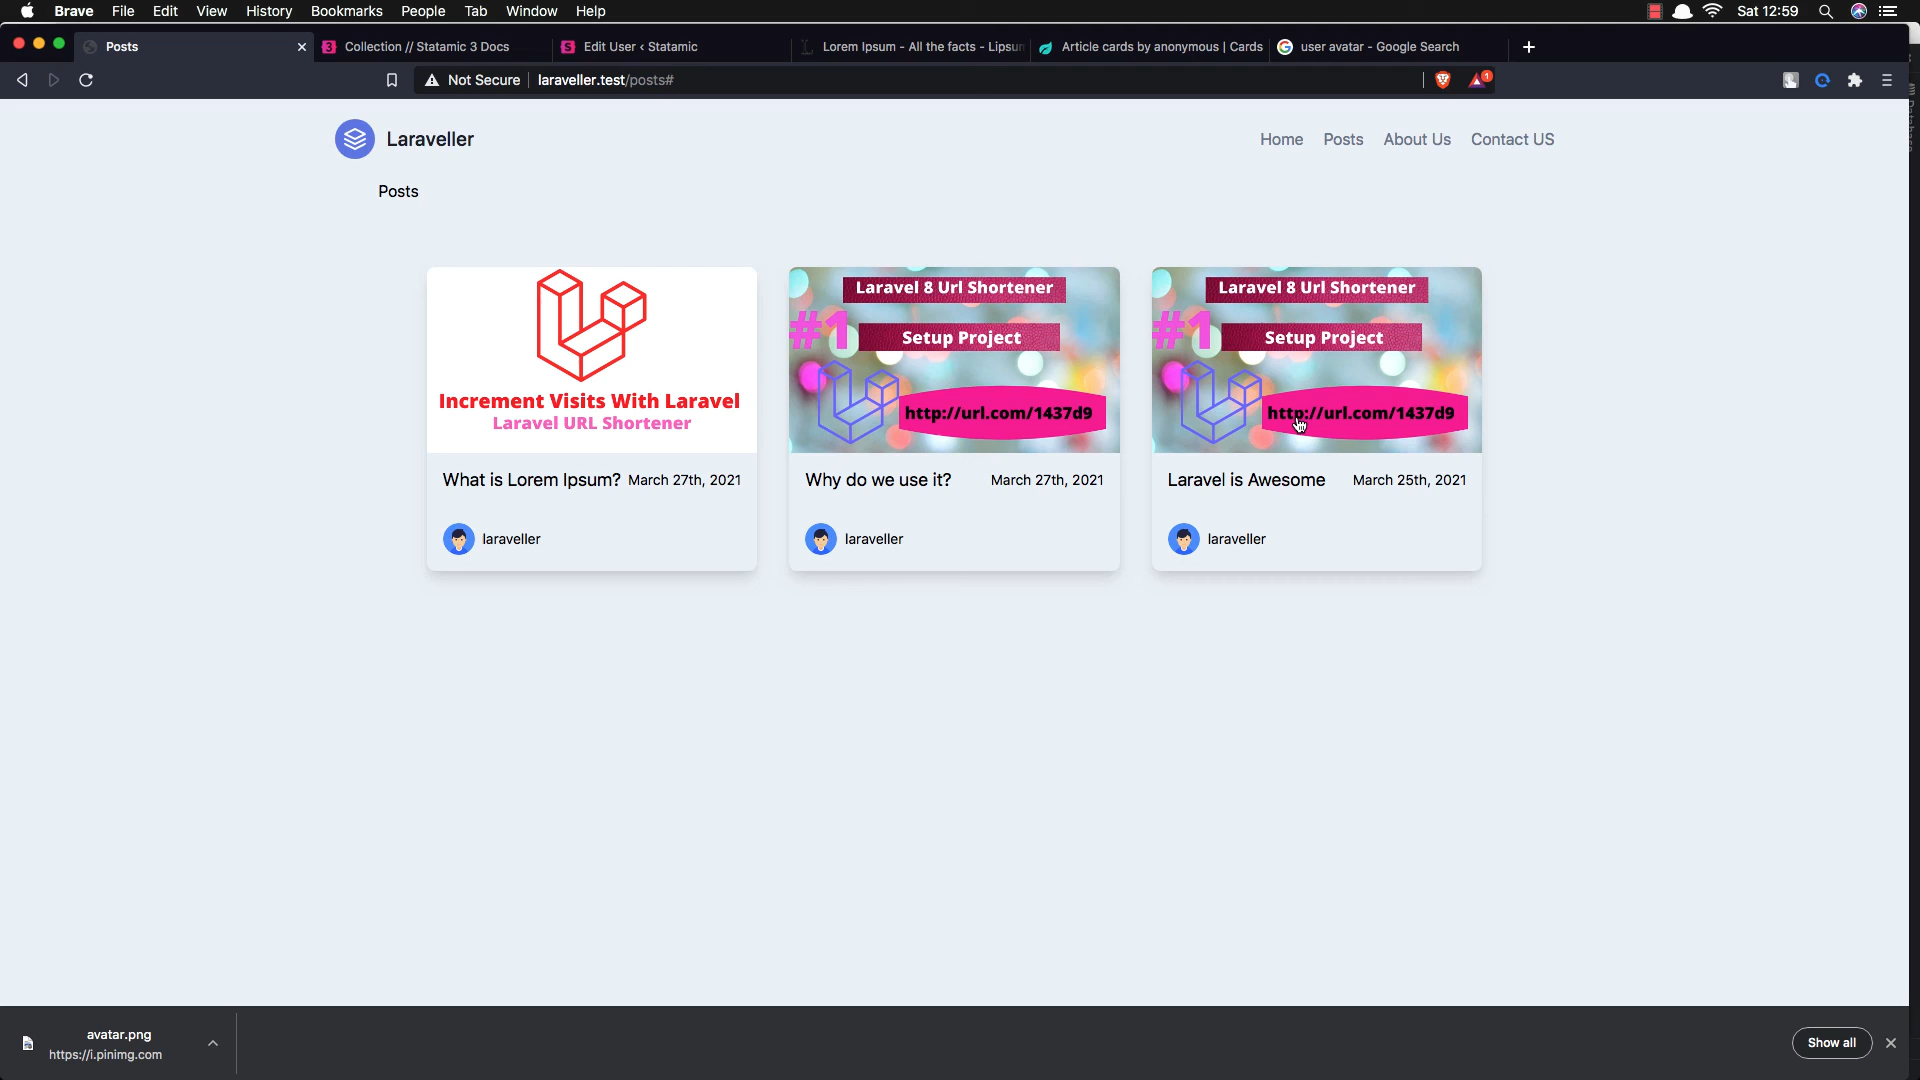 Brave File Edit View History Bookmarks People Tab Window Help Sat 12:59
Posts Collection // Statamic 3 Docs Edit User ‹ Statamic Lorem Ipsum - All the facts - Lipsum Article cards by anonymous | Cards user avatar - Google Search
Not Secure laraveller.test/posts# 1
Laraveller Home Posts About Us Contact US
Posts
Increment Visits With Laravel
Laravel URL Shortener
What is Lorem Ipsum? March 27th, 2021
laraveller
Laravel 8 Url Shortener
#1
Setup Project
http://url.com/1437d9
Why do we use it? March 27th, 2021
laraveller
Laravel 8 Url Shortener
#1
Setup Project
http://url.com/1437d9
Laravel is Awesome March 25th, 2021
laraveller
avatar.png
https://i.pinimg.com
Show all